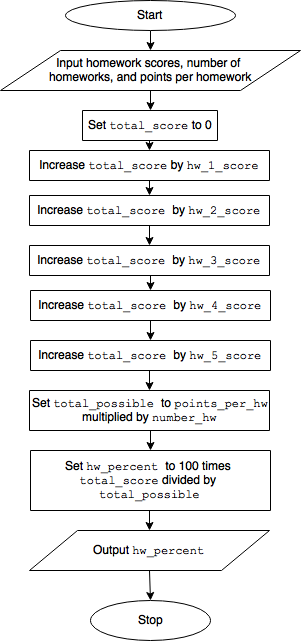 Start
Input homework scores, number of
homeworks, and points per homework
Set total_score to 0
Increase total_score by hw_1_score
Increase total_score by hw_2_score
Increase total_score by hw_3_score
Increase total_score by hw_4_score
Increase total_score by hw_5_score
Set total_possible to points_per_hw
multiplied by number_hw
Set hw_percent to 100 times
total_score divided by
total_possible
Output hw_percent
Stop